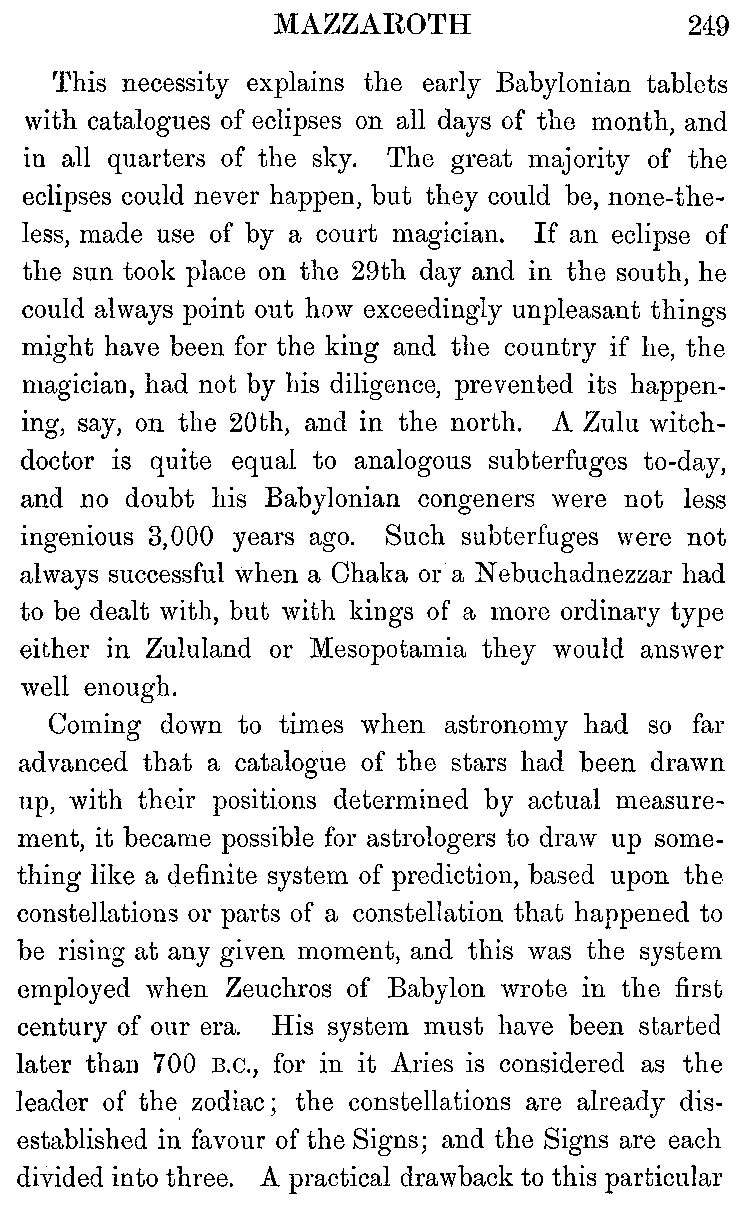 MAZZAROTH 249
This necessity explains the early Babylonian tablets
with catalogues of eclipses on all days of the month, and
in all quarters of the sky. The great majority of the
eclipses could never happen, but they could be, none-the-
less, made use of by a court magician. If an eclipse of
the sun took place on the 29th day and in the south, he
could always point out how exceedingly unpleasant things
might have been for the king and the country if he, the
magician, had not by his diligence, prevented its happen-
ing, say, on the 20th, and in the north. A Zulu witch-
doctor is quite equal to analogous subterfuges to-day,
and no doubt his Babylonian congeners were not less
ingenious 3,000 years ago. Such subterfuges were not
always successful when a Chaka or a Nebuchadnezzar had
to be dealt with, but with kings of a more ordinary type
either in Zululand or Mesopotamia they would answer
well enough.
Coming down to times when astronomy had so far
advanced that a catalogue of the stars had been drawn
up, with their positions determined by actual measure-
ment, it became possible for astrologers to draw up some-
thing like a definite system of prediction, based upon the
constellations or parts of a constellation that happened to
be rising at any given moment, and this was the system
employed when Zeuchros of Babylon wrote in the first
century of our era. His system must have been started
later than 700 B.C., for in it Aries is considered as the
leader of the zodiac; the constellations are already dis-
established in favour of the Signs; and the Signs are each
divided into three. A practical drawback to this particular